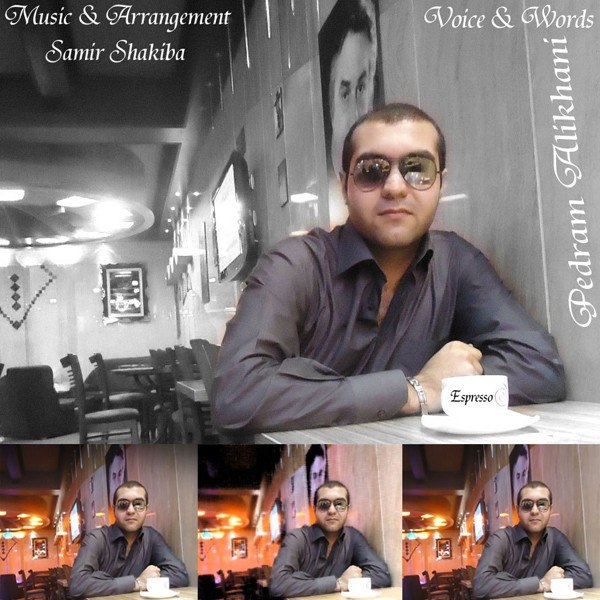 Music & Arrangement
Samir Shakiba
Voice & Words
Pedram Alikhani
Espresso